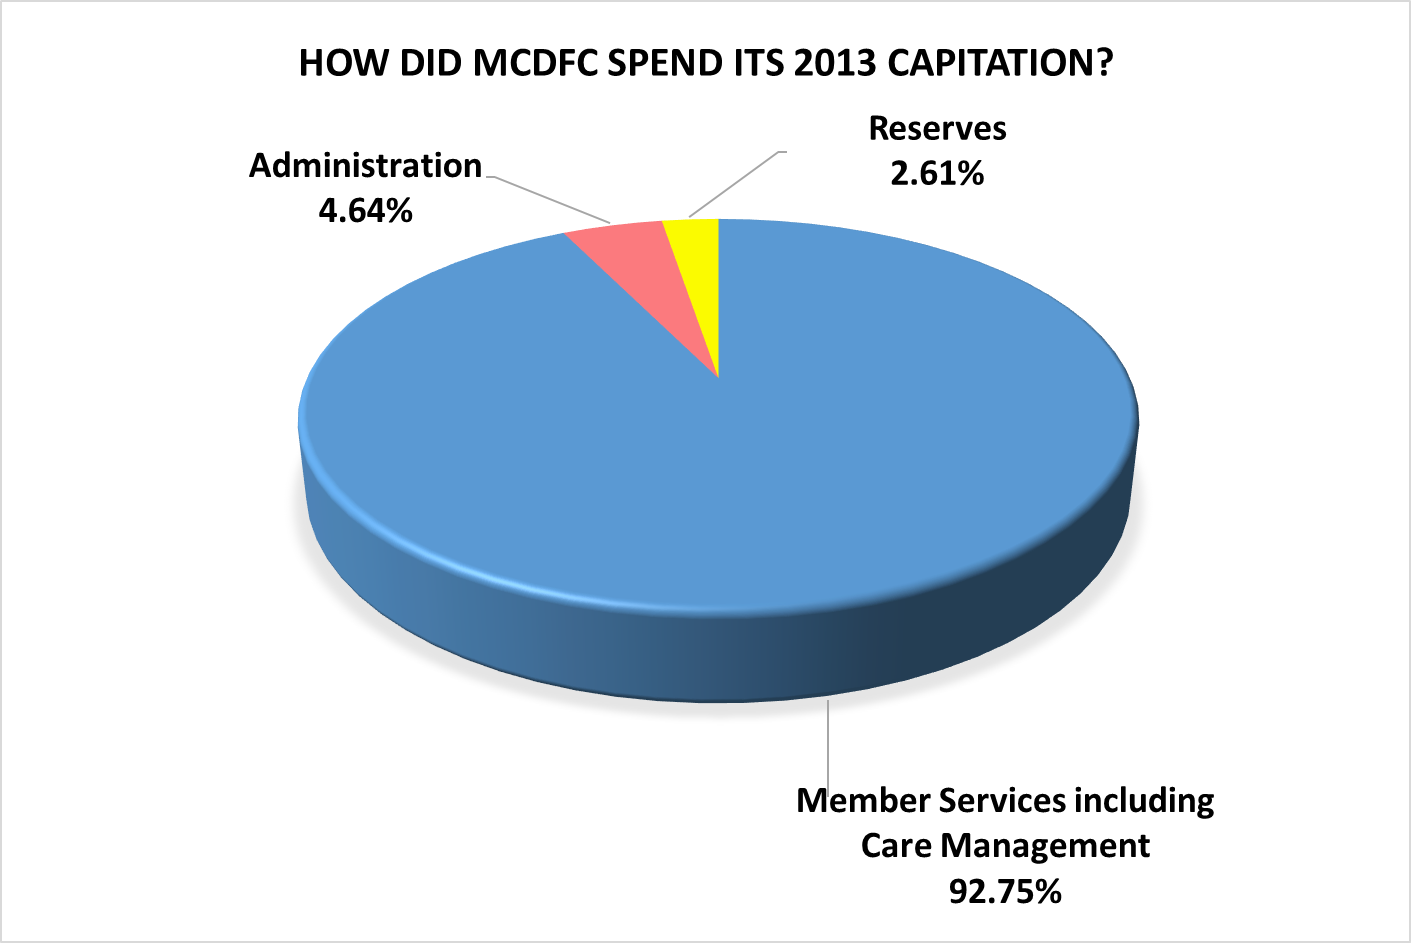 HOW DID MCDFC SPEND ITS 2013 CAPITATION?
Reserves
2.61%
Administration
4.64%
Member Services including
Care Management
92.75%